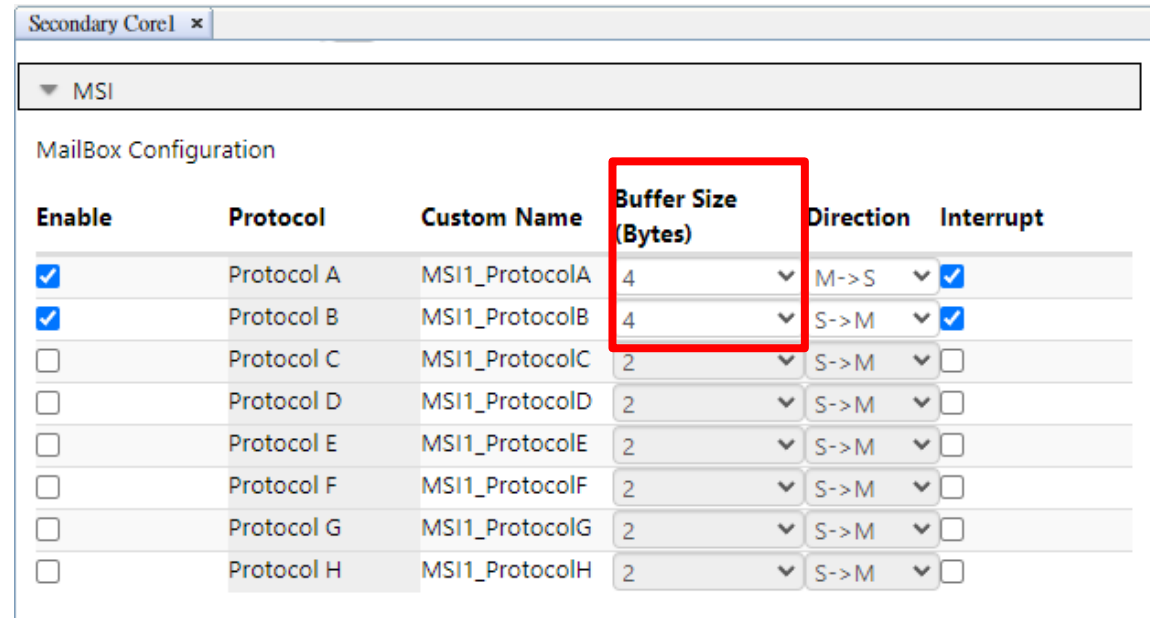 Secondary Core1 ×
MSI
MailBox Configuration
Enable Protocol Custom Name Buffer Size (Bytes) Direction Interrupt
Protocol A MSI1_ProtocolA 4 M->S
Protocol B MSI1_ProtocolB 4 S->M
Protocol C MSI1_ProtocolC 2 S->M
Protocol D MSI1_ProtocolD 2 S->M
Protocol E MSI1_ProtocolE 2 S->M
Protocol F MSI1_ProtocolF 2 S->M
Protocol G MSI1_ProtocolG 2 S->M
Protocol H MSI1_ProtocolH 2 S->M